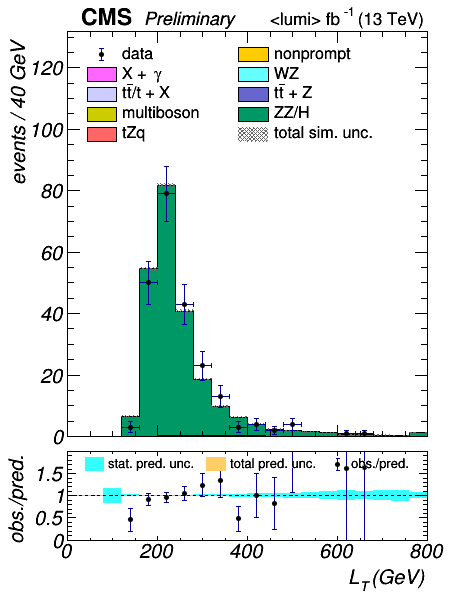 CMS Preliminary <lumi> fb⁻¹ (13 TeV)
events / 40 GeV
120
100
80
60
40
20
0
data
nonprompt
X + γ
WZ
tt̄/t + X
tt̄ + Z
multiboson
ZZ/H
tZq
total sim. unc.
obs./pred.
1.5
1
0.5
0
stat. pred. unc. total pred. unc. obs./pred.
0 200 400 600 800
L_T(GeV)